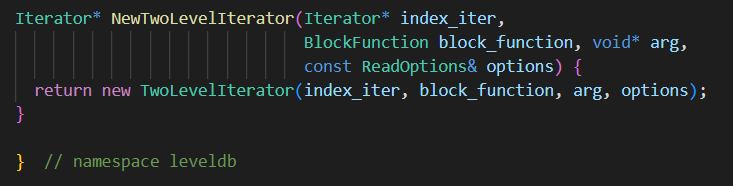 Iterator* NewTwoLevelIterator(Iterator* index_iter,
                              BlockFunction block_function, void* arg,
                              const ReadOptions& options) {
  return new TwoLevelIterator(index_iter, block_function, arg, options);
}

}  // namespace leveldb